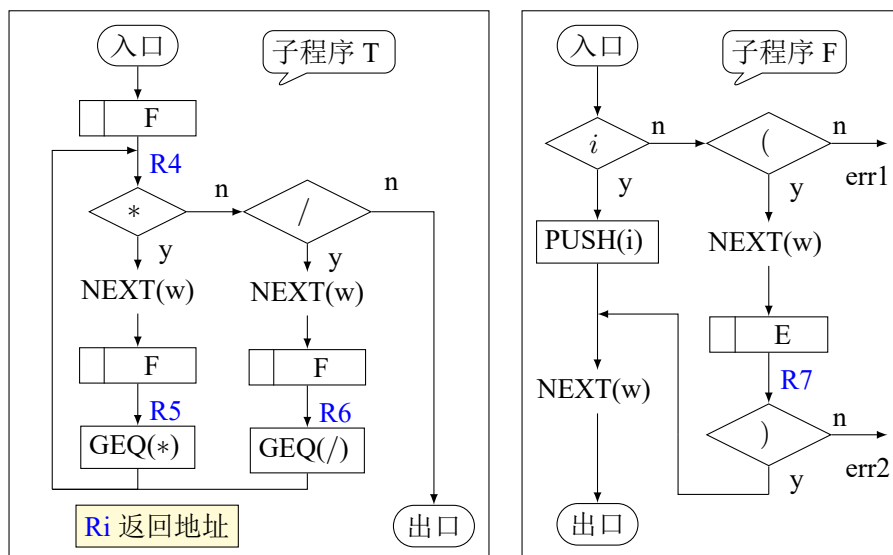 入口
子程序 T
F
R4
n
n
*
/
y
y
NEXT(w)
NEXT(w)
F
F
R5
R6
GEQ(*)
GEQ(/)
Ri 返回地址
出口
入口
子程序 F
i
n
(
n
err1
y
y
PUSH(i)
NEXT(w)
E
R7
NEXT(w)
)
n
err2
y
出口